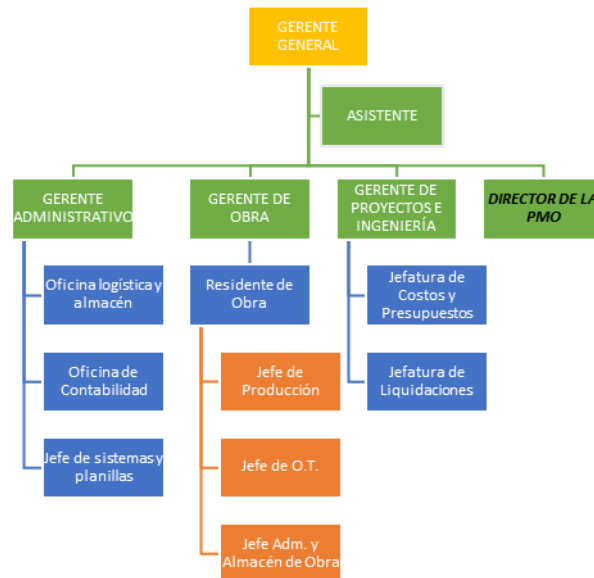 GERENTE
GENERAL
ASISTENTE
GERENTE
ADMINISTRATIVO
GERENTE DE
OBRA
GERENTE DE
PROYECTOS E
INGENIERÍA
DIRECTOR DE LA
PMO
Oficina logística y
almacén
Residente de
Obra
Jefatura de
Costos y
Presupuestos
Oficina de
Contabilidad
Jefe de
Producción
Jefatura de
Liquidaciones
Jefe de sistemas y
planillas
Jefe de O.T.
Jefe Adm. y
Almacén de Obra